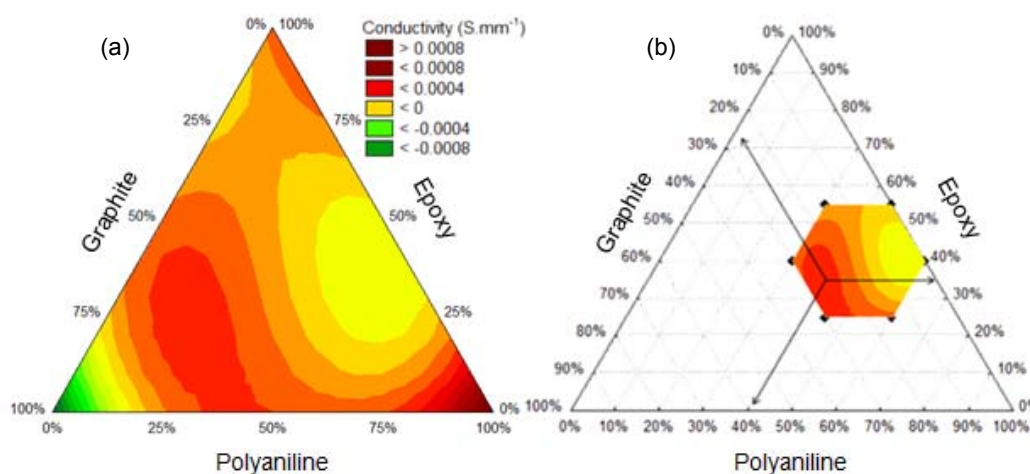 (a)
0% 100%
Conductivity (S.mm⁻¹)
> 0.0008
< 0.0008
< 0.0004
< 0
< -0.0004
< -0.0008
25% 75%
Graphite
Epoxy
50% 50%
75% 25%
100% 0%
0% 25% 50% 75% 100%
Polyaniline
(b)
0% 100%
10% 90%
20% 80%
30% 70%
40% 60%
Graphite
Epoxy
50% 50%
60% 40%
70% 30%
80% 20%
90% 10%
100% 0%
0% 10% 20% 30% 40% 50% 60% 70% 80% 90% 100%
Polyaniline